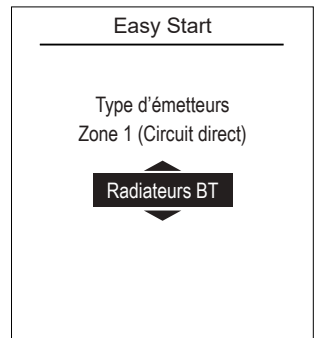 Easy Start
Type d'émetteurs
Zone 1 (Circuit direct)
Radiateurs BT